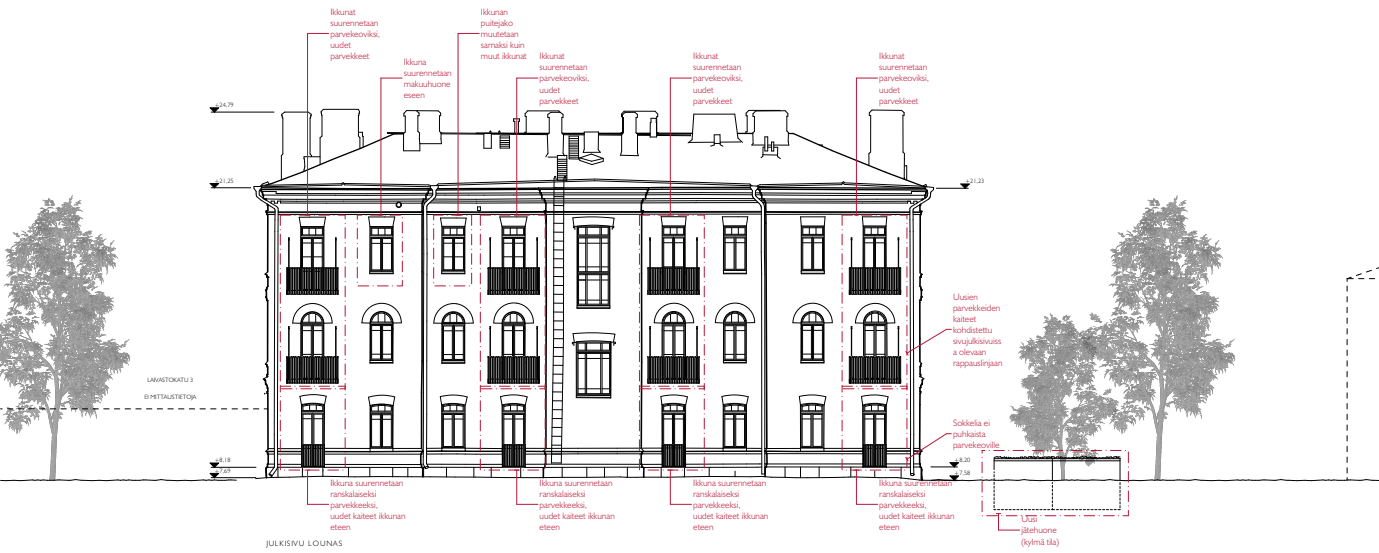 Ikkunat
suurennetaan
parvekeoviksi,
uudet
parvekkeet
Ikkuna
suurennetaan
makuuhuone
eseen
Ikkunan
puitejako
muutetaan
samaksi kuin
muut ikkunat
Ikkunat
suurennetaan
parvekeoviksi,
uudet
parvekkeet
Ikkunat
suurennetaan
parvekeoviksi,
uudet
parvekkeet
Ikkunat
suurennetaan
parvekeoviksi,
uudet
parvekkeet
+24,79
+21,25
+21,23
Uusien
parvekkeiden
kaiteet
kohdistettu
sivujulkisivuiss
a olevaan
rappauslinjaan
LAIVASTOKATU 3
EI MITTAUSTIETOJA
Sokkelia ei
puhkaista
parvekeoville
+8,18
+7,69
+8,20
+7,58
Ikkuna suurennetaan
ranskalaiseksi
parvekkeeksi,
uudet kaiteet ikkunan
eteen
Ikkuna suurennetaan
ranskalaiseksi
parvekkeeksi,
uudet kaiteet ikkunan
eteen
Ikkuna suurennetaan
ranskalaiseksi
parvekkeeksi,
uudet kaiteet ikkunan
eteen
Ikkuna suurennetaan
ranskalaiseksi
parvekkeeksi,
uudet kaiteet ikkunan
eteen
Uusi
jätehuone
(kylmä tila)
JULKISIVU LOUNAS